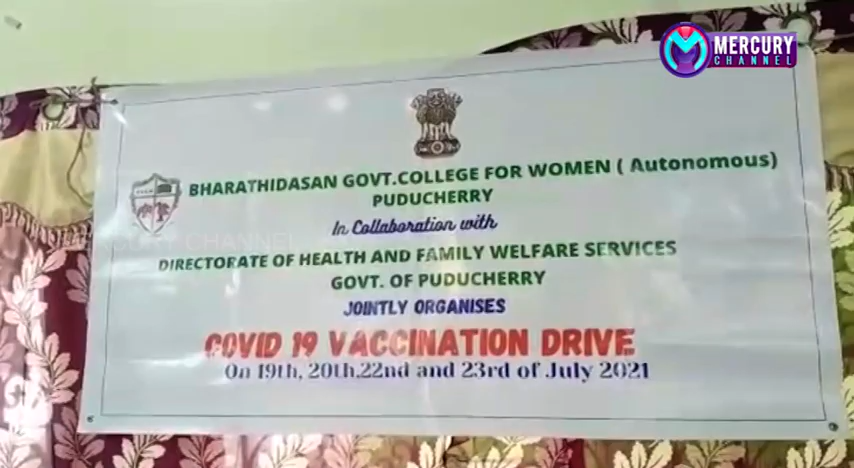 MERCURY
CHANNEL
BHARATHIDASAN GOVT.COLLEGE FOR WOMEN ( Autonomous)
PUDUCHERRY
In Collaboration with
DIRECTORATE OF HEALTH AND FAMILY WELFARE SERVICES
GOVT. OF PUDUCHERRY
JOINTLY ORGANISES
COVID 19 VACCINATION DRIVE
On 19th, 20th,22nd and 23rd of July 2021